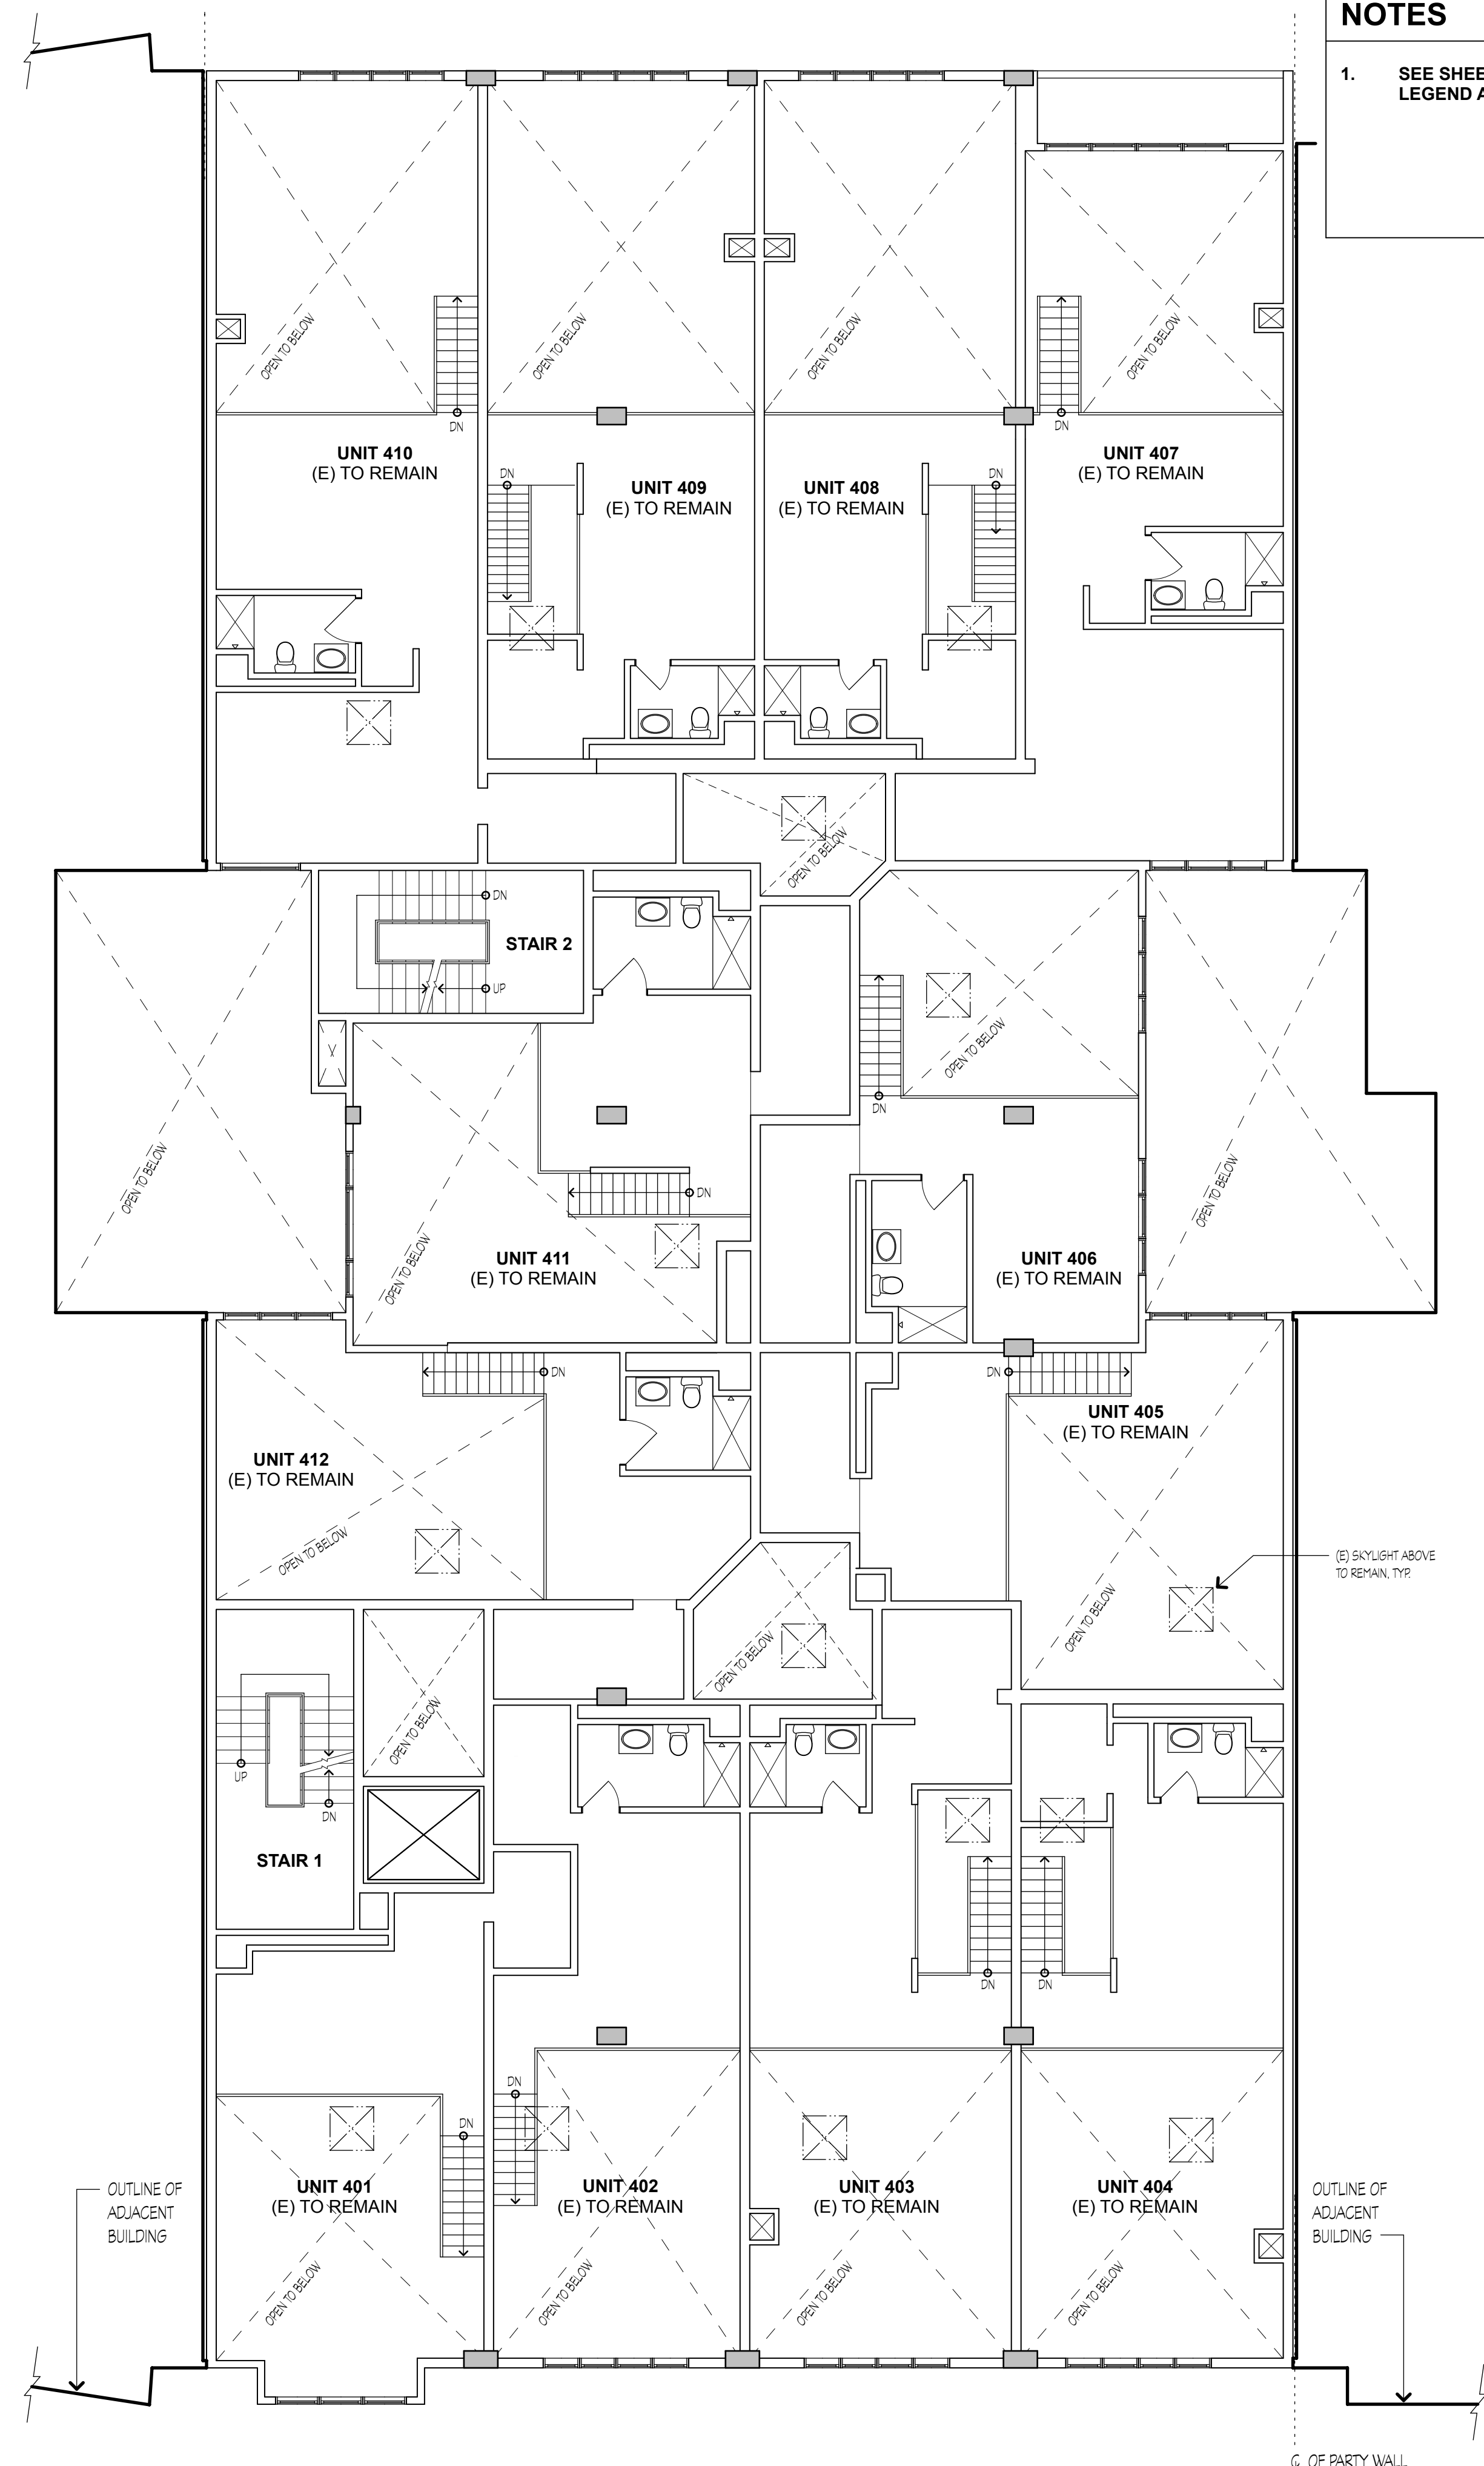 NOTES
1. SEE SHEE
LEGEND A
OPEN TO BELOW
OPEN TO BELOW
OPEN TO BELOW
OPEN TO BELOW
DN
DN
UNIT 410
(E) TO REMAIN
UNIT 407
(E) TO REMAIN
DN
DN
UNIT 409
(E) TO REMAIN
UNIT 408
(E) TO REMAIN
OPEN TO BELOW
DN
STAIR 2
UP
OPEN TO BELOW
DN
OPEN TO BELOW
OPEN TO BELOW
DN
OPEN TO BELOW
UNIT 411
(E) TO REMAIN
UNIT 406
(E) TO REMAIN
DN
DN
UNIT 405
(E) TO REMAIN
UNIT 412
(E) TO REMAIN
OPEN TO BELOW
(E) SKYLIGHT ABOVE
TO REMAIN, TYP.
OPEN TO BELOW
OPEN TO BELOW
OPEN TO BELOW
UP
DN
STAIR 1
DN
DN
DN
DN
UNIT 401
(E) TO REMAIN
UNIT 402
(E) TO REMAIN
UNIT 403
(E) TO REMAIN
UNIT 404
(E) TO REMAIN
OUTLINE OF
ADJACENT
BUILDING
OUTLINE OF
ADJACENT
BUILDING
OPEN TO BELOW
OPEN TO BELOW
OPEN TO BELOW
OPEN TO BELOW
℄ OF PARTY WALL